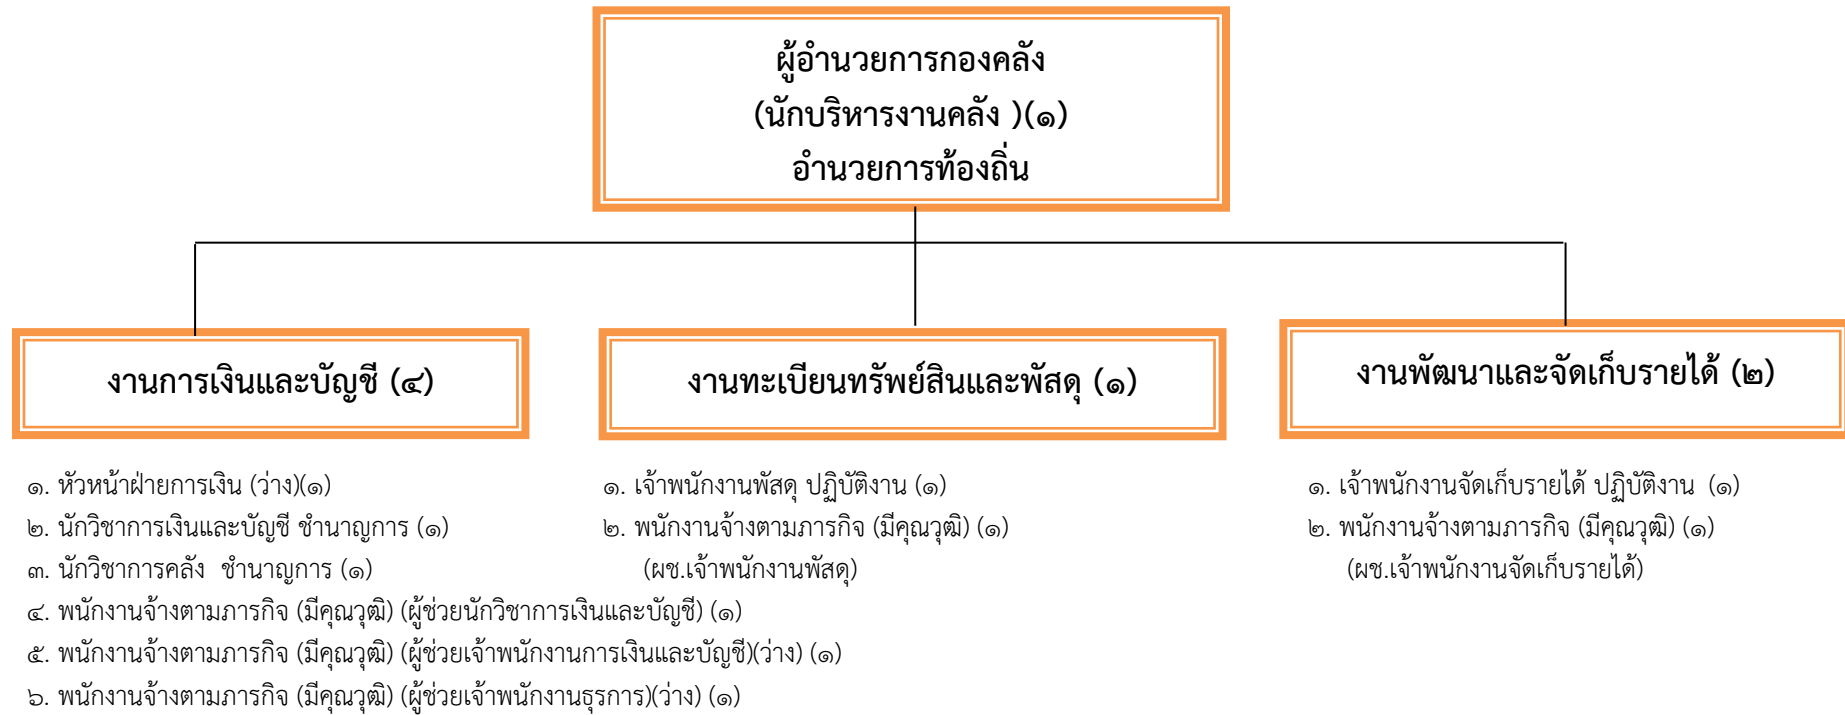 ผู้อำนวยการกองคลัง
(นักบริหารงานคลัง )(๑)
อำนวยการท้องถิ่น
งานการเงินและบัญชี (๔)
๑. หัวหน้าฝ่ายการเงิน (ว่าง)(๑)
๒. นักวิชาการเงินและบัญชี ชำนาญการ (๑)
๓. นักวิชาการคลัง  ชำนาญการ (๑)
๔. พนักงานจ้างตามภารกิจ (มีคุณวุฒิ) (ผู้ช่วยนักวิชาการเงินและบัญชี) (๑)
๕. พนักงานจ้างตามภารกิจ (มีคุณวุฒิ) (ผู้ช่วยเจ้าพนักงานการเงินและบัญชี)(ว่าง) (๑)
๖. พนักงานจ้างตามภารกิจ (มีคุณวุฒิ) (ผู้ช่วยเจ้าพนักงานธุรการ)(ว่าง) (๑)
งานทะเบียนทรัพย์สินและพัสดุ (๑)
๑. เจ้าพนักงานพัสดุ ปฏิบัติงาน (๑)
๒. พนักงานจ้างตามภารกิจ (มีคุณวุฒิ) (๑)
(ผช.เจ้าพนักงานพัสดุ)
งานพัฒนาและจัดเก็บรายได้ (๒)
๑. เจ้าพนักงานจัดเก็บรายได้ ปฏิบัติงาน  (๑)
๒. พนักงานจ้างตามภารกิจ (มีคุณวุฒิ) (๑)
(ผช.เจ้าพนักงานจัดเก็บรายได้)